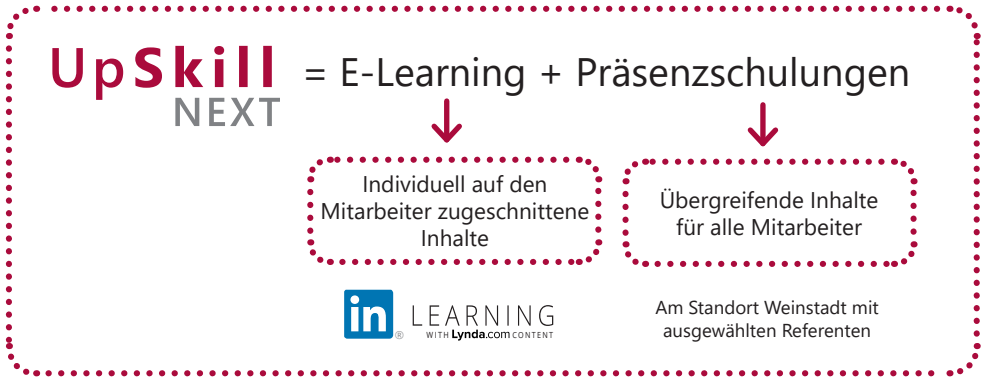 UpSkill = E-Learning + Präsenzschulungen
NEXT
Individuell auf den
Mitarbeiter zugeschnittene
Inhalte
Übergreifende Inhalte
für alle Mitarbeiter
in® LEARNING
WITH Lynda.com CONTENT
Am Standort Weinstadt mit
ausgewählten Referenten